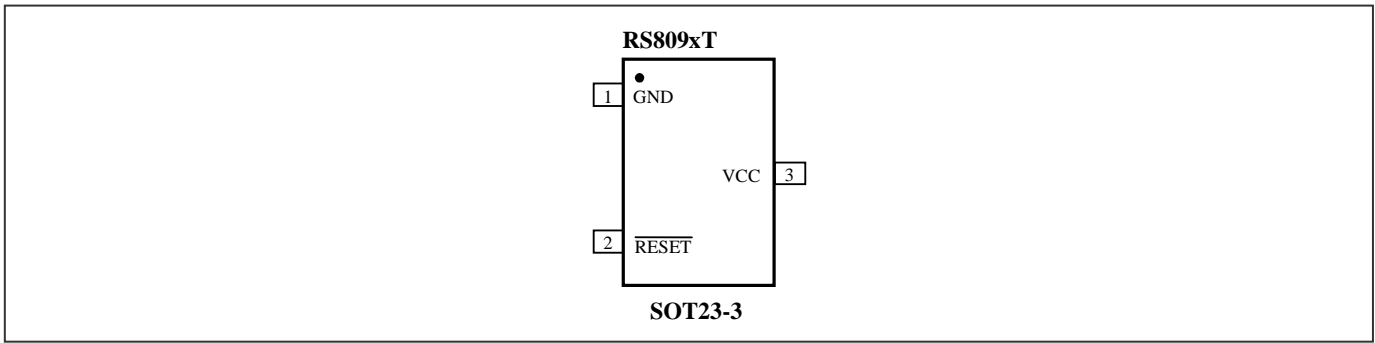 RS809xT
1 GND
VCC 3
2 RESET
SOT23-3